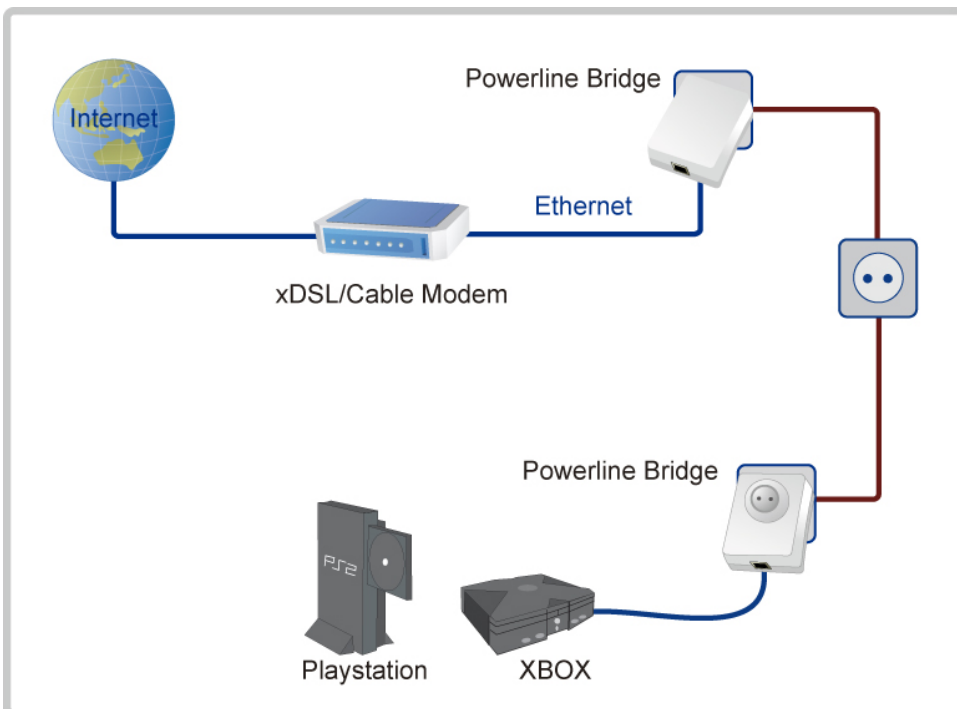 Powerline Bridge
Internet
Ethernet
xDSL/Cable Modem
Powerline Bridge
PS2
Playstation
XBOX